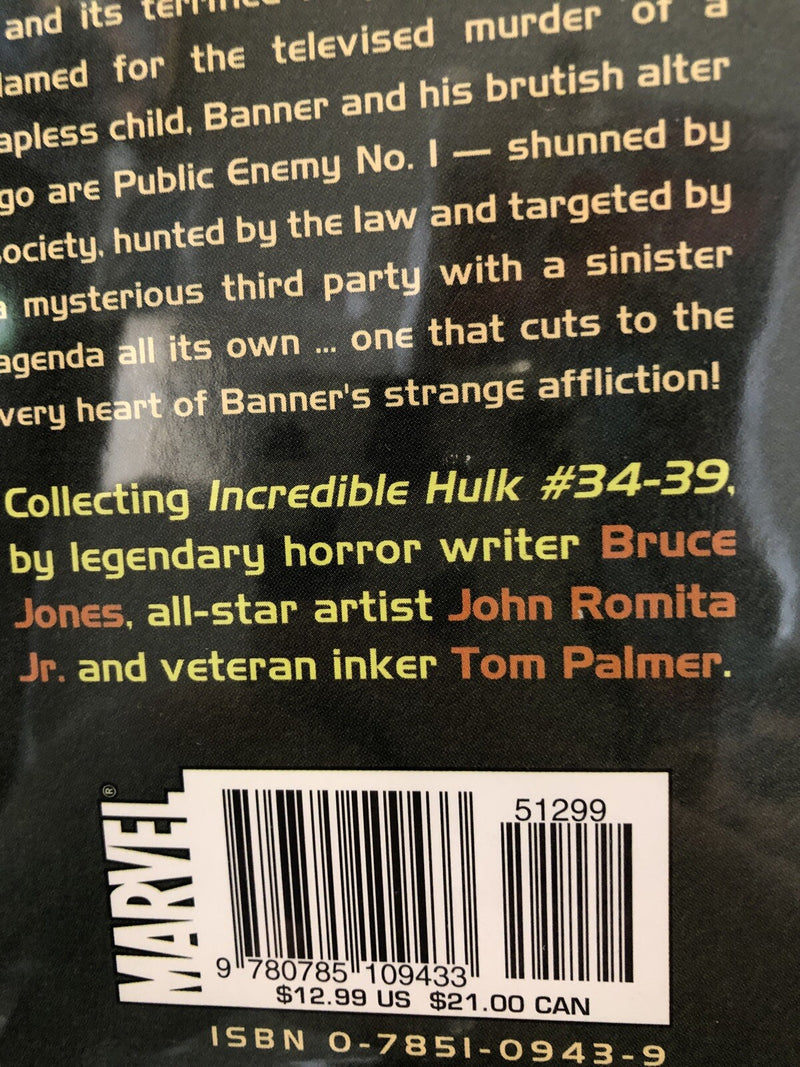 and its
lamed for the televised murder of a
apless child, Banner and his brutish alter
go are Public Enemy No. 1 — shunned by
ociety, hunted by the law and targeted by
a mysterious third party with a sinister
agenda all its own ... one that cuts to the
very heart of Banner's strange affliction!
Collecting Incredible Hulk #34-39,
by legendary horror writer Bruce
Jones, all-star artist John Romita
Jr. and veteran inker Tom Palmer.
MARVEL®
51299
9 780785 109433
$12.99 US $21.00 CAN
ISBN 0-7851-0943-9